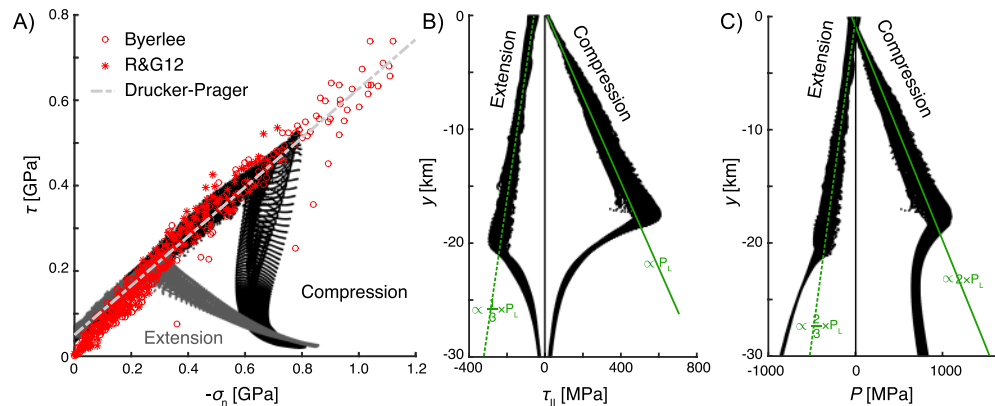 A)
Byerlee
R&G12
Drucker-Prager
Compression
Extension
0.8
0.6
0.4
0.2
0
τ [GPa]
0 0.2 0.4 0.6 0.8 1.0 1.2
-σn [GPa]
B)
Extension
Compression
∝ PL
∝ 1/3 ×PL
0
-10
-20
-30
y [km]
-400 0 400 800
τII [MPa]
C)
Extension
Compression
∝ 2×PL
∝ 2/3 ×PL
0
-10
-20
-30
y [km]
-1000 0 1000
P [MPa]